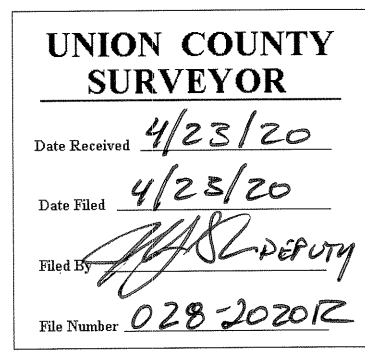 UNION COUNTY
SURVEYOR
Date Received 4/23/20
Date Filed 4/23/20
Filed By DEPUTY
File Number 028-2020R